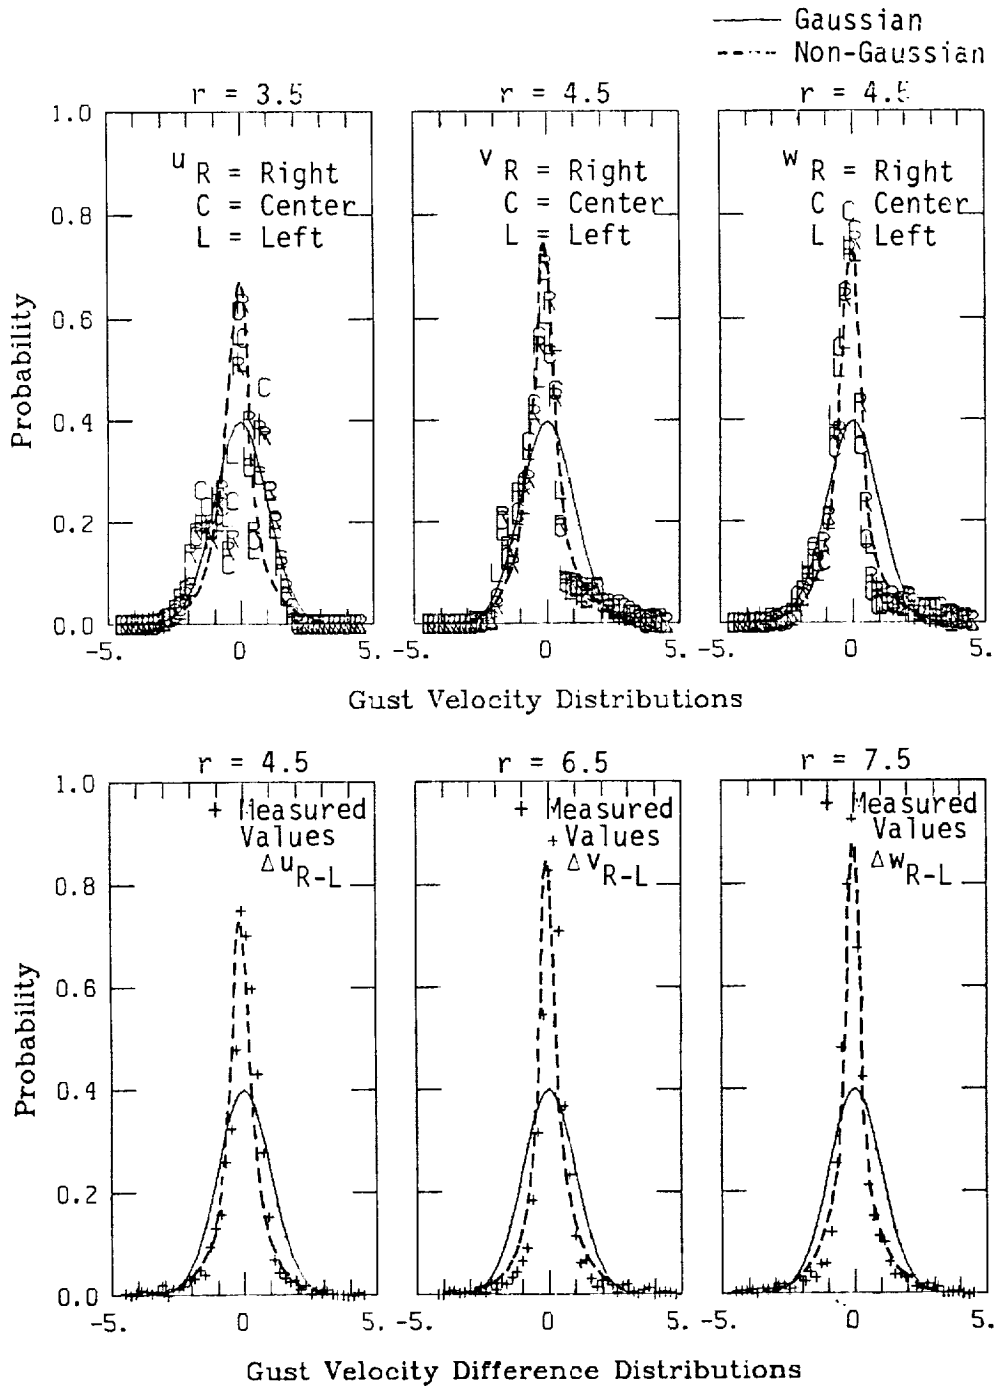 Gaussian
Non-Gaussian
r = 3.5
r = 4.5
r = 4.5
1.0
0.8
0.6
0.4
0.2
0.0
Probability
u
R = Right
C = Center
L = Left
v
R = Right
C = Center
L = Left
w
R = Right
C = Center
L Left
-5. 0 5.
-5. 0 5.
-5. 0 5.
Gust Velocity Distributions
r = 4.5
r = 6.5
r = 7.5
1.0
0.8
0.6
0.4
0.2
0.0
Probability
+ Measured
Values
Δu R-L
+ Measured
Values
Δv R-L
+ Measured
Values
Δw R-L
-5. 0 5.
-5. 0 5.
-5. 0 5.
Gust Velocity Difference Distributions